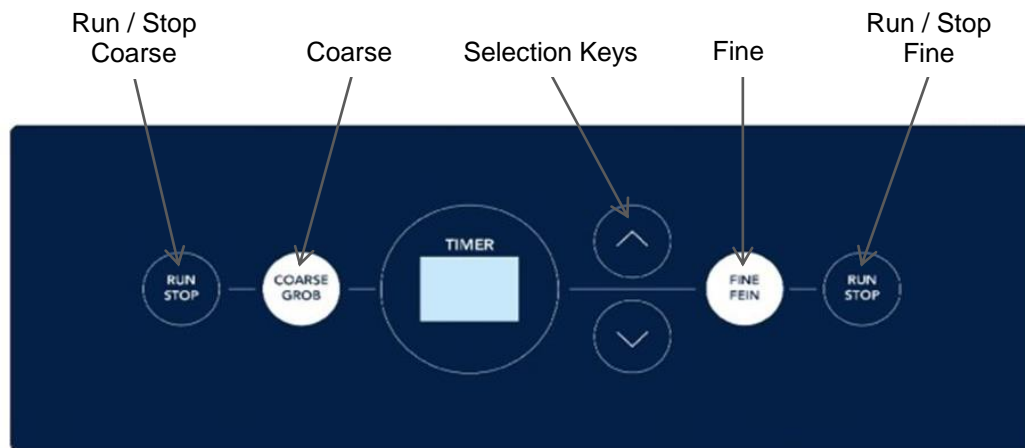 Run / Stop
Coarse
Coarse
Selection Keys
Fine
Run / Stop
Fine
TIMER
RUN
STOP
COARSE
GROB
FINE
FEIN
RUN
STOP